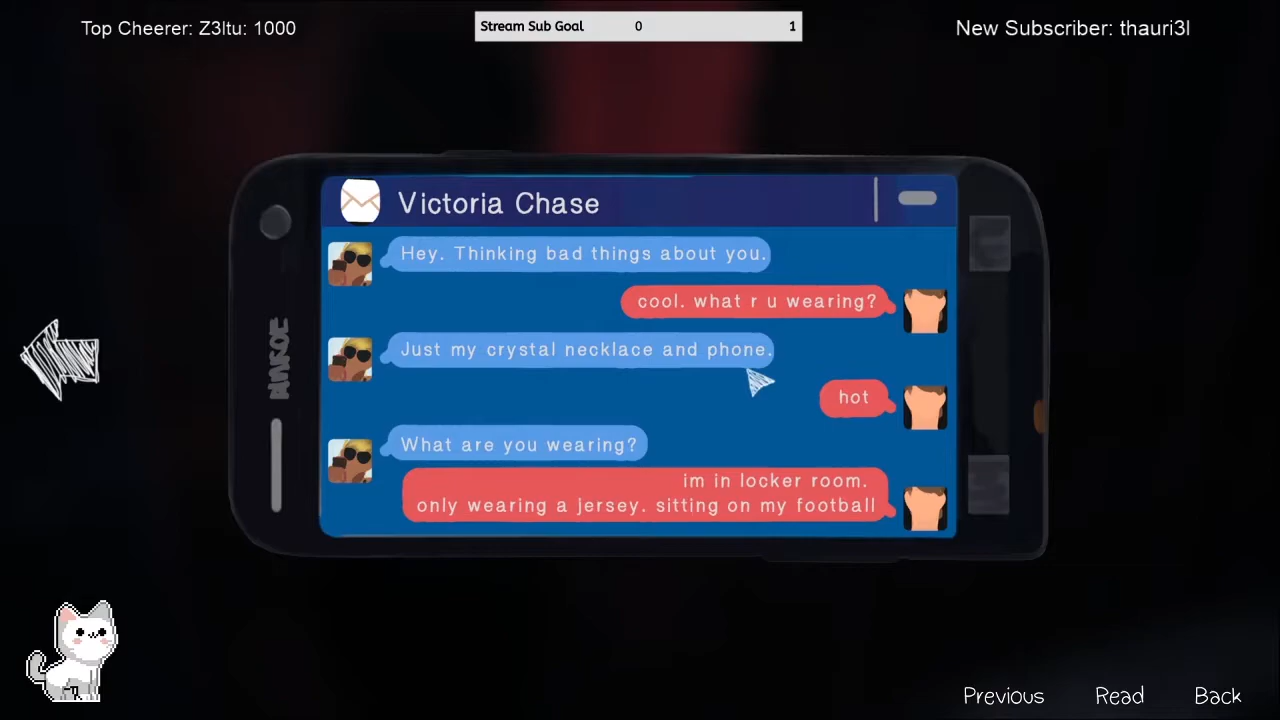 Top Cheerer: Z3ltu: 1000
Stream Sub Goal 0 1
New Subscriber: thauri3l
Victoria Chase
Hey. Thinking bad things about you.
cool. what r u wearing?
Just my crystal necklace and phone.
hot
What are you wearing?
im in locker room.
only wearing a jersey. sitting on my football
Previous Read Back